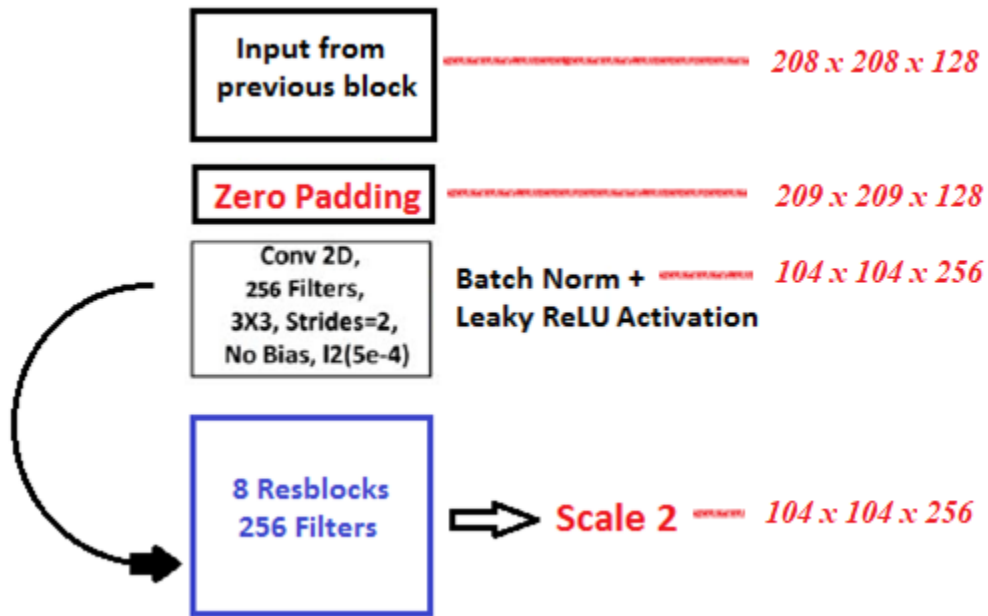 Input from
previous block
208 x 208 x 128
Zero Padding
209 x 209 x 128
Conv 2D,
256 Filters,
3X3, Strides=2,
No Bias, l2(5e-4)
Batch Norm +
Leaky ReLU Activation
104 x 104 x 256
8 Resblocks
256 Filters
Scale 2
104 x 104 x 256